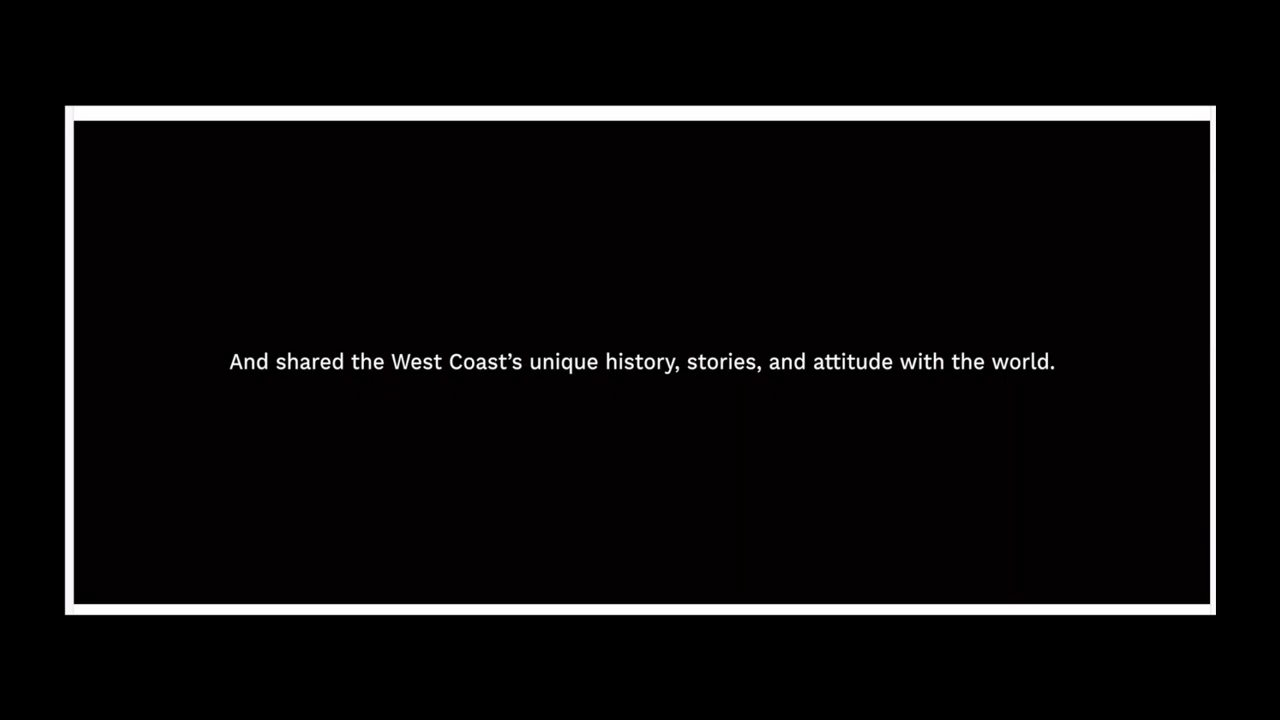 And shared the West Coast’s unique history, stories, and attitude with the world.